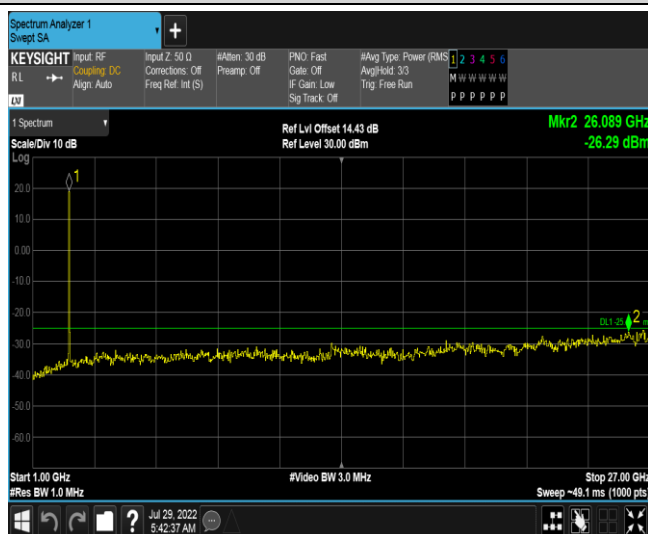 Spectrum Analyzer 1
Swept SA
+
KEYSIGHT
RL
LXI
Input: RF
Coupling: DC
Align: Auto
Input Z: 50 Ω
Corrections: Off
Freq Ref: Int (S)
#Atten: 30 dB
Preamp: Off
PNO: Fast
Gate: Off
IF Gain: Low
Sig Track: Off
#Avg Type: Power (RMS
Avg|Hold: 3/3
Trig: Free Run
1 2 3 4 5 6
M W W W W W
P P P P P P
1 Spectrum
Scale/Div 10 dB
Log
Ref Lvl Offset 14.43 dB
Ref Level 30.00 dBm
Mkr2 26.089 GHz
-26.29 dBm
1
20.0
10.0
0.00
-10.0
-20.0
DL1 -25
2
-30.0
-40.0
-50.0
-60.0
Start 1.00 GHz
#Video BW 3.0 MHz
Stop 27.00 GHz
#Res BW 1.0 MHz
Sweep ~49.1 ms (1000 pts)
?
Jul 29, 2022
5:42:37 AM